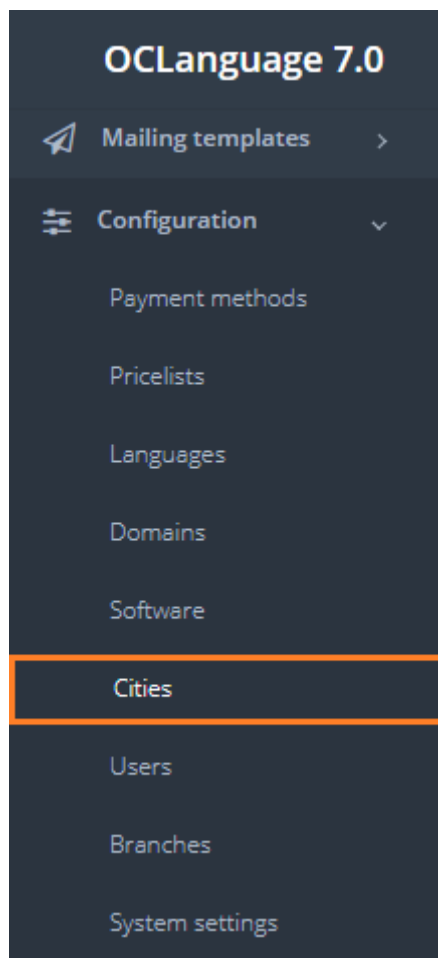 OCLanguage 7.0
Mailing templates
Configuration
Payment methods
Pricelists
Languages
Domains
Software
Cities
Users
Branches
System settings